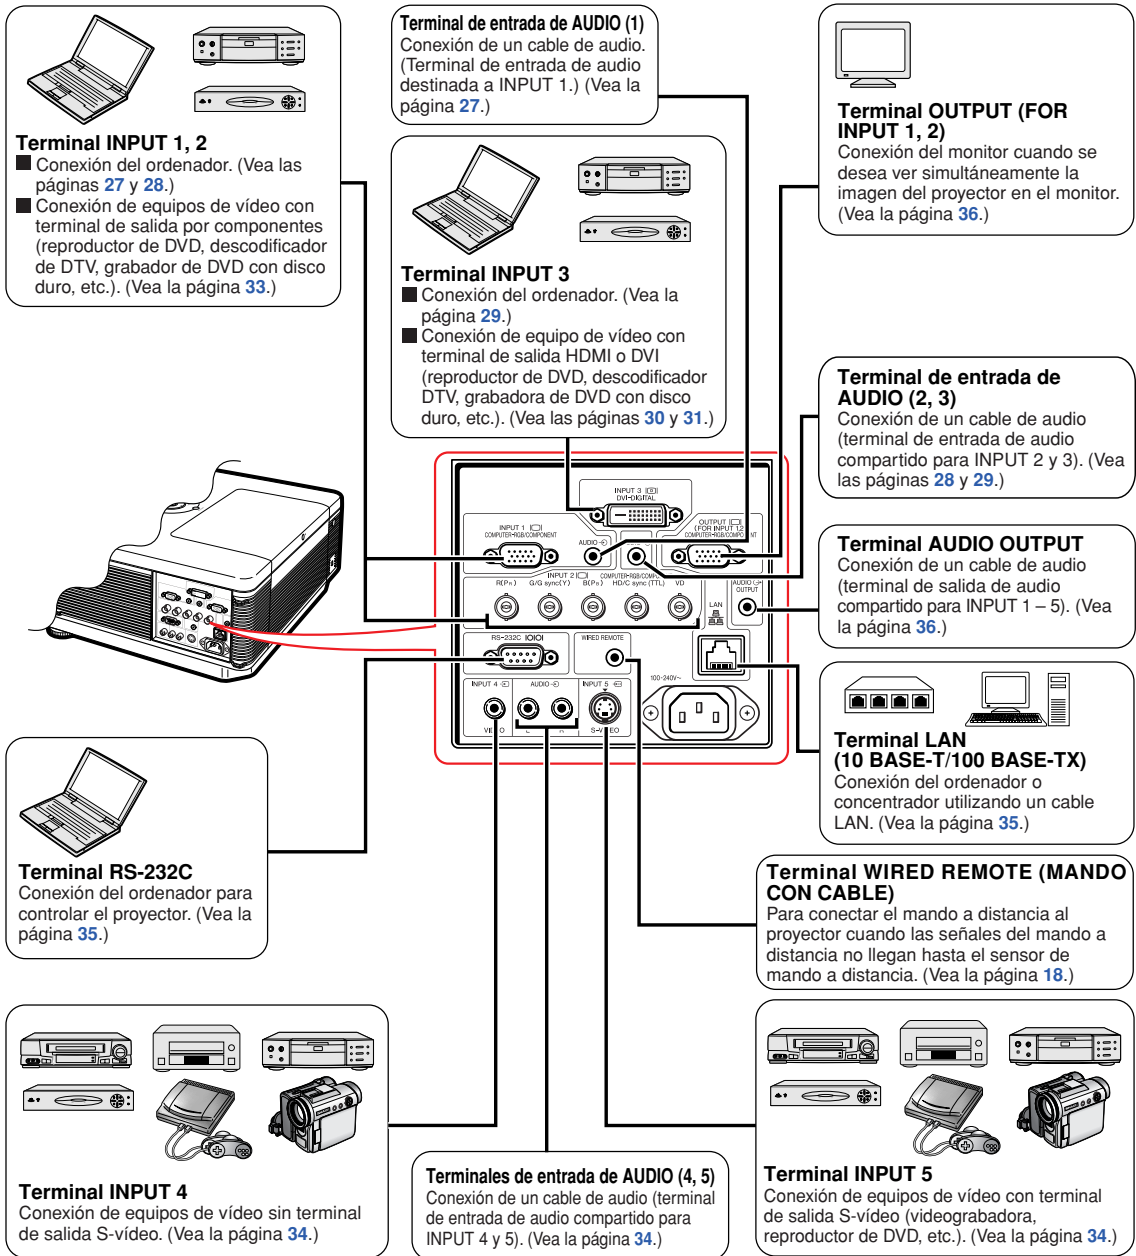 Terminal INPUT 1, 2
■ Conexión del ordenador. (Vea las
páginas 27 y 28.)
■ Conexión de equipos de vídeo con
terminal de salida por componentes
(reproductor de DVD, descodificador
de DTV, grabador de DVD con disco
duro, etc.). (Vea la página 33.)
Terminal de entrada de AUDIO (1)
Conexión de un cable de audio.
(Terminal de entrada de audio
destinada a INPUT 1.) (Vea la
página 27.)
Terminal OUTPUT (FOR
INPUT 1, 2)
Conexión del monitor cuando se
desea ver simultáneamente la
imagen del proyector en el monitor.
(Vea la página 36.)
Terminal INPUT 3
■ Conexión del ordenador. (Vea la
página 29.)
■ Conexión de equipo de vídeo con
terminal de salida HDMI o DVI
(reproductor de DVD, descodificador
DTV, grabadora de DVD con disco
duro, etc.). (Vea las páginas 30 y 31.)
Terminal de entrada de
AUDIO (2, 3)
Conexión de un cable de audio
(terminal de entrada de audio
compartido para INPUT 2 y 3). (Vea
las páginas 28 y 29.)
Terminal AUDIO OUTPUT
Conexión de un cable de audio
(terminal de salida de audio
compartido para INPUT 1 – 5). (Vea
la página 36.)
INPUT 3
DVI-DIGITAL
INPUT 1
COMPUTER-RGB/COMPONENT
AUDIO
OUTPUT
(FOR INPUT 1,2)
COMPUTER-RGB/COMPONENT
INPUT 2
R(PR) G/G sync(Y) B(PB) HD/C sync (TTL) VD
AUDIO
OUTPUT
LAN
RS-232C IOIOI
WIRED REMOTE
100-240V~
INPUT 4
AUDIO
INPUT 5
VIDEO
L R
S-VIDEO
Terminal LAN
(10 BASE-T/100 BASE-TX)
Conexión del ordenador o
concentrador utilizando un cable
LAN. (Vea la página 35.)
Terminal RS-232C
Conexión del ordenador para
controlar el proyector. (Vea la
página 35.)
Terminal WIRED REMOTE (MANDO
CON CABLE)
Para conectar el mando a distancia al
proyector cuando las señales del mando a
distancia no llegan hasta el sensor de
mando a distancia. (Vea la página 18.)
Terminal INPUT 4
Conexión de equipos de vídeo sin terminal
de salida S-vídeo. (Vea la página 34.)
Terminales de entrada de AUDIO (4, 5)
Conexión de un cable de audio (terminal
de entrada de audio compartido para
INPUT 4 y 5). (Vea la página 34.)
Terminal INPUT 5
Conexión de equipos de vídeo con terminal
de salida S-vídeo (videograbadora,
reproductor de DVD, etc.). (Vea la página 34.)